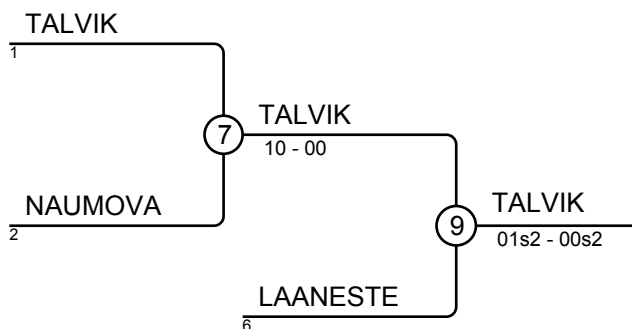 TALVIK
1
7
TALVIK
10 - 00
NAUMOVA
2
9
TALVIK
01s2 - 00s2
LAANESTE
6